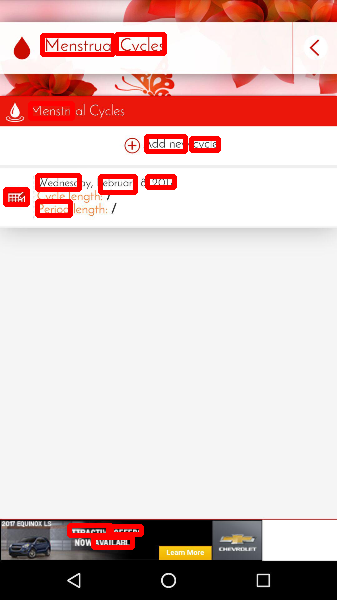 Menstrual Cycles
Menstrual Cycles
Add new cycle
Wednesday, February 8, 2017
Cycle length: /
Period length: /
2017 EQUINOX LS
ATTRACTIVE OFFERS
NOW AVAILABLE
Learn More
CHEVROLET